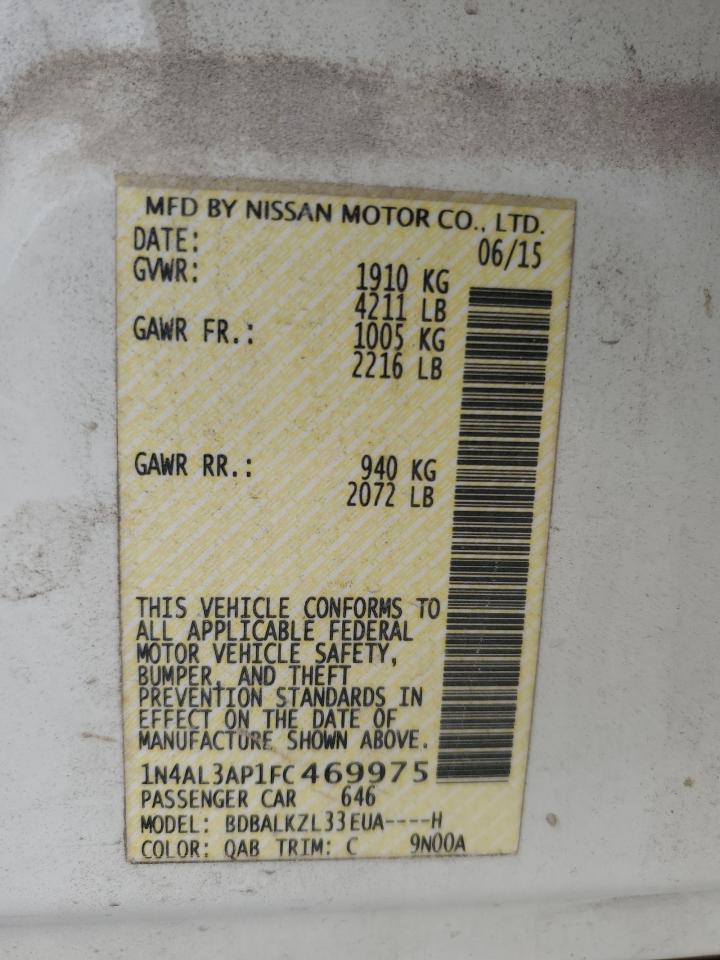 MFD BY NISSAN MOTOR CO., LTD.
DATE: 06/15
GVWR: 1910 KG
4211 LB
GAWR FR.: 1005 KG
2216 LB
GAWR RR.: 940 KG
2072 LB
THIS VEHICLE CONFORMS TO
ALL APPLICABLE FEDERAL
MOTOR VEHICLE SAFETY,
BUMPER, AND THEFT
PREVENTION STANDARDS IN
EFFECT ON THE DATE OF
MANUFACTURE SHOWN ABOVE.
1N4AL3AP1FC469975
PASSENGER CAR 646
MODEL: BDBALKZL33EUA----H
COLOR: QAB TRIM: C 9N00A